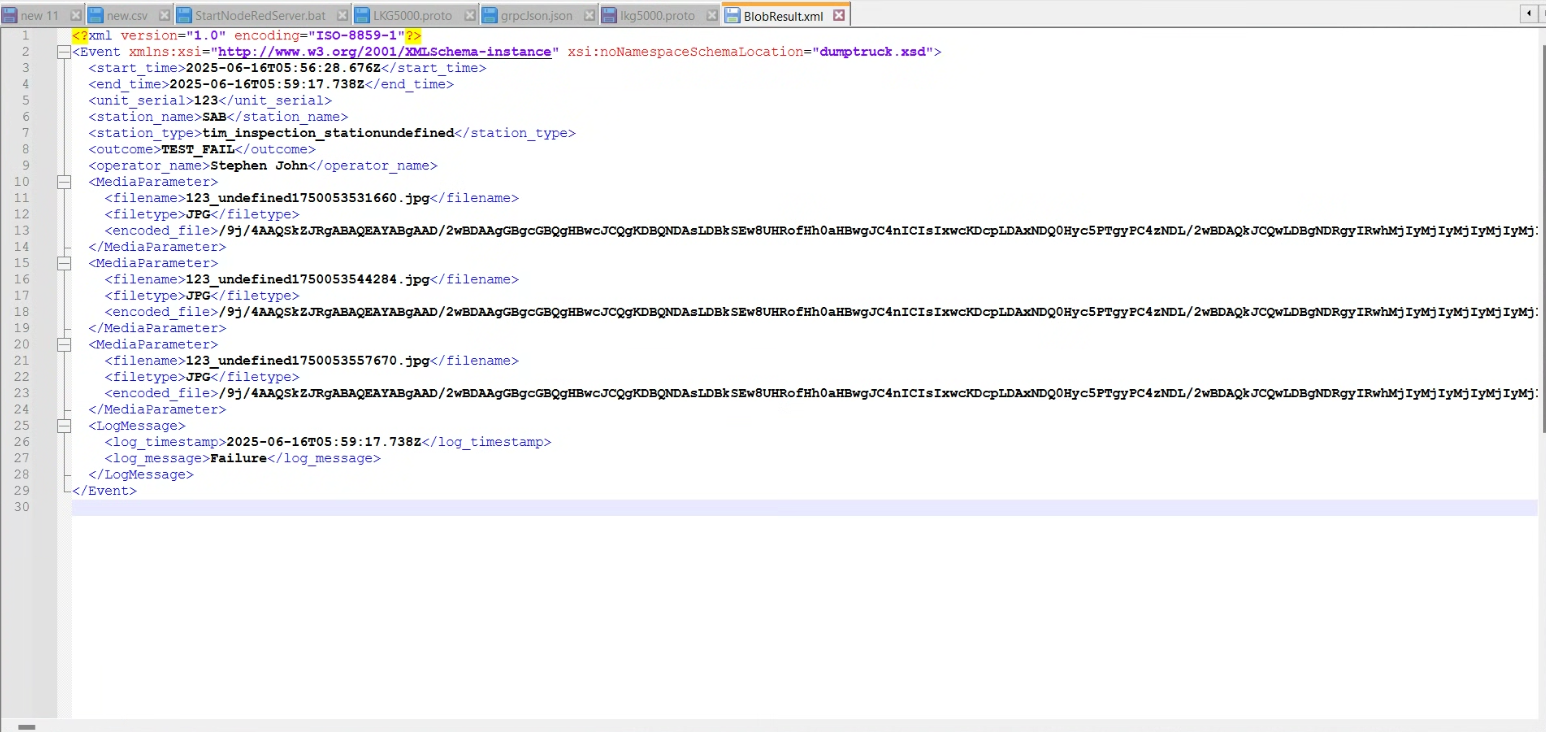 new 11 new.csv StartNodeRedServer.bat LKG5000.proto grpcJson.json lkg5000.proto BlobResult.xml
1 <?xml version="1.0" encoding="ISO-8859-1"?>
2 <Event xmlns:xsi="http://www.w3.org/2001/XMLSchema-instance" xsi:noNamespaceSchemaLocation="dumptruck.xsd">
3 <start_time>2025-06-16T05:56:28.676Z</start_time>
4 <end_time>2025-06-16T05:59:17.738Z</end_time>
5 <unit_serial>123</unit_serial>
6 <station_name>SAB</station_name>
7 <station_type>tim_inspection_stationundefined</station_type>
8 <outcome>TEST_FAIL</outcome>
9 <operator_name>Stephen John</operator_name>
10 <MediaParameter>
11 <filename>123_undefined1750053531660.jpg</filename>
12 <filetype>JPG</filetype>
13 <encoded_file>/9j/4AAQSkZJRgABAQEAYABgAAD/2wBDAAgGBgcGBQgHBwcJCQgKDBQNDAsLDBkSEw8UHRofHh0aHBwgJC4nICIsIxwcKDcpLDAxNDQ0Hyc5PTgyPC4zNDL/2wBDAQkJCQwLDBgNDRgyIRwhMjIyMjIyMjIyMjIyMj
14 </MediaParameter>
15 <MediaParameter>
16 <filename>123_undefined1750053544284.jpg</filename>
17 <filetype>JPG</filetype>
18 <encoded_file>/9j/4AAQSkZJRgABAQEAYABgAAD/2wBDAAgGBgcGBQgHBwcJCQgKDBQNDAsLDBkSEw8UHRofHh0aHBwgJC4nICIsIxwcKDcpLDAxNDQ0Hyc5PTgyPC4zNDL/2wBDAQkJCQwLDBgNDRgyIRwhMjIyMjIyMjIyMjIyMj
19 </MediaParameter>
20 <MediaParameter>
21 <filename>123_undefined1750053557670.jpg</filename>
22 <filetype>JPG</filetype>
23 <encoded_file>/9j/4AAQSkZJRgABAQEAYABgAAD/2wBDAAgGBgcGBQgHBwcJCQgKDBQNDAsLDBkSEw8UHRofHh0aHBwgJC4nICIsIxwcKDcpLDAxNDQ0Hyc5PTgyPC4zNDL/2wBDAQkJCQwLDBgNDRgyIRwhMjIyMjIyMjIyMjIyMj
24 </MediaParameter>
25 <LogMessage>
26 <log_timestamp>2025-06-16T05:59:17.738Z</log_timestamp>
27 <log_message>Failure</log_message>
28 </LogMessage>
29 </Event>
30